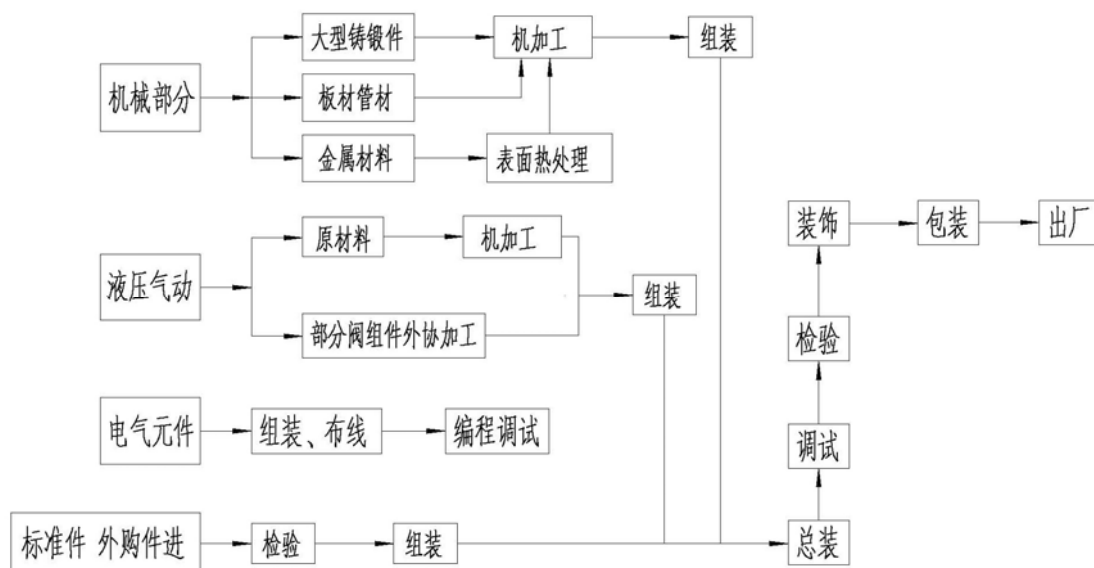 大型铸锻件
机加工
组装
机械部分
板材管材
金属材料
表面热处理
装饰
包装
出厂
原材料
机加工
液压气动
组装
部分阀组件外协加工
检验
电气元件
组装、布线
编程调试
调试
标准件 外购件进
检验
组装
总装